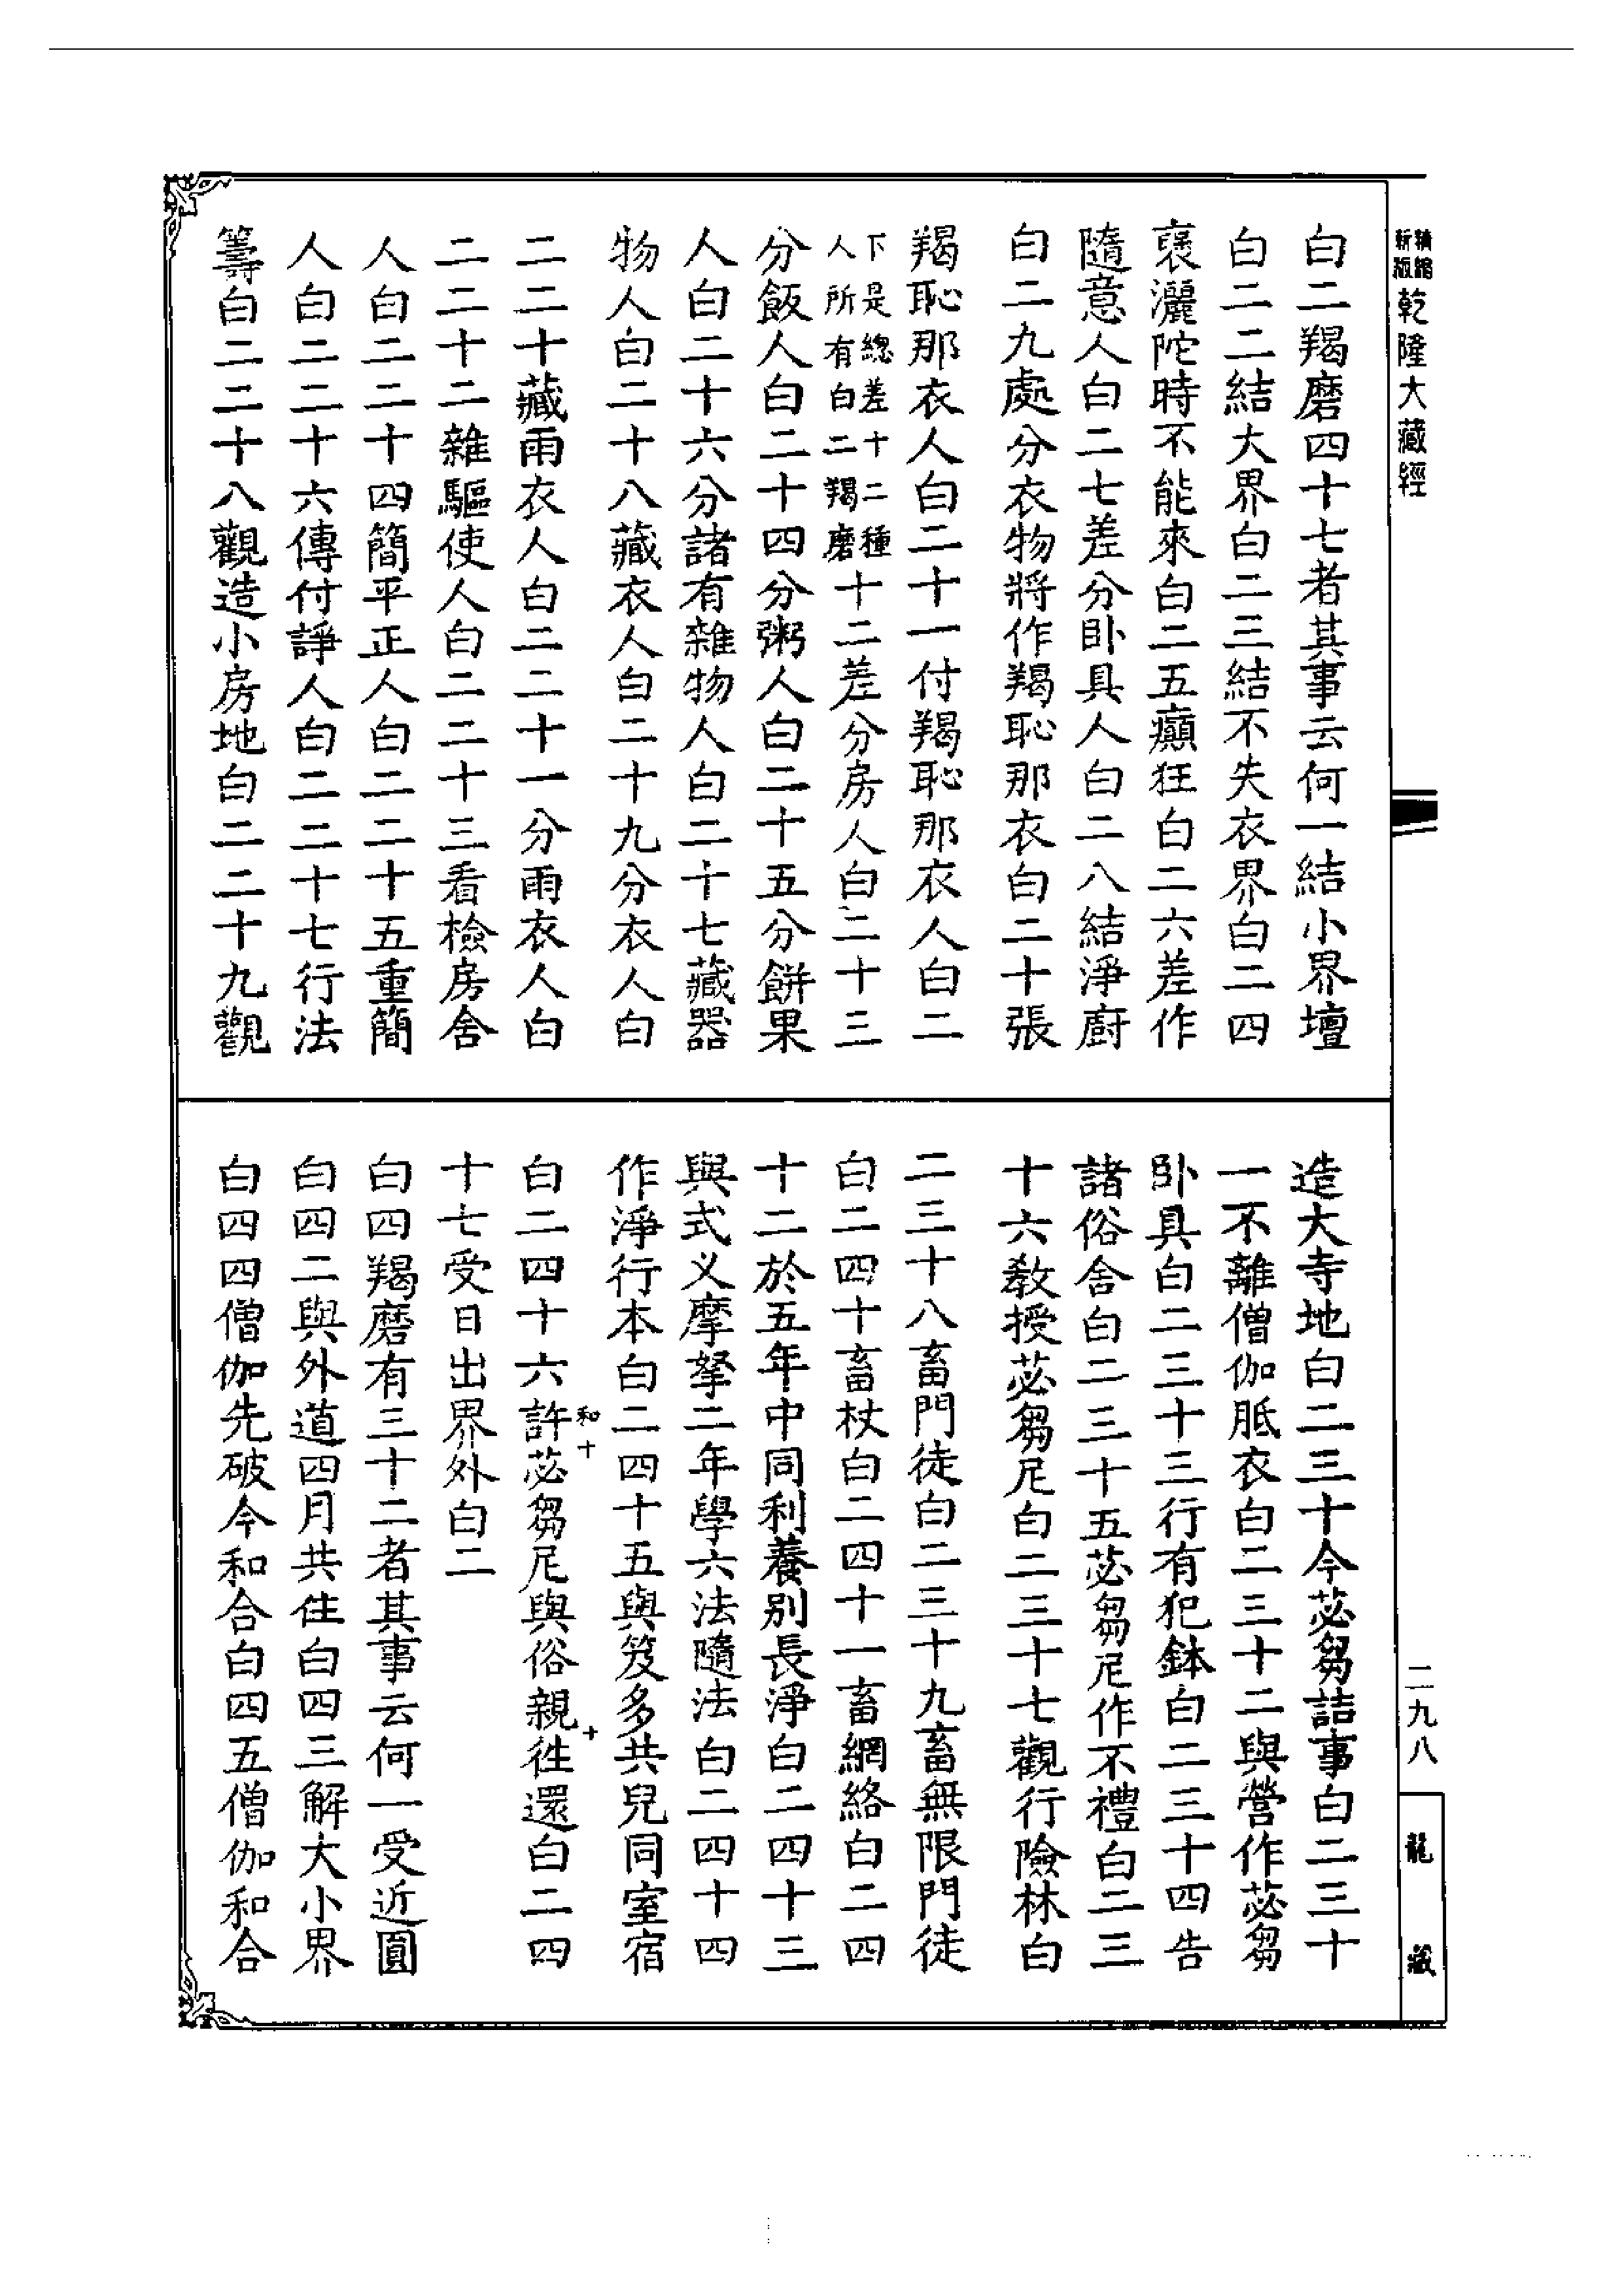 精縮
新版
乾隆大藏經
白二羯磨四十七者其事云何一結小界壇
白二二結大界白二三結不失衣界白二四
褒灑陀時不能來白二五癲狂白二六差作
隨意人白二七差分卧具人白二八結淨廚
白二九處分衣物將作羯恥那衣白二十張
羯恥那衣人白二十一付羯恥那衣人白二
下是總差十二種
人所有白二羯磨
十二差分房人白二十三
分飯人白二十四分粥人白二十五分餅果
人白二十六分諸有雜物人白二十七藏器
物人白二十八藏衣人白二十九分衣人白
二二十藏雨衣人白二二十一分雨衣人白
二二十二雜驅使人白二二十三看檢房舍
人白二二十四簡平正人白二二十五重簡
人白二二十六傳付諍人白二二十七行法
籌白二二十八觀造小房地白二二十九觀
造大寺地白二三十令苾芻詰事白二三十
一不離僧伽胝衣白二三十二與營作苾芻
卧具白二三十三行有犯鉢白二三十四告
諸俗舍白二三十五苾芻尼作不禮白二三
十六教授苾芻尼白二三十七觀行險林白
二三十八畜門徒白二三十九畜無限門徒
白二四十畜杖白二四十一畜網絡白二四
十二於五年中同利養別長淨白二四十三
與式叉摩拏二年學六法隨法白二四十四
作淨行本白二四十五與笈多共兒同室宿
白二四十六許苾芻尼與俗親往還白二四
和十
十
十七受日出界外白二
白四羯磨有三十二者其事云何一受近圓
白四二與外道四月共住白四三解大小界
白四四僧伽先破今和合白四五僧伽和合
二九八
龍藏